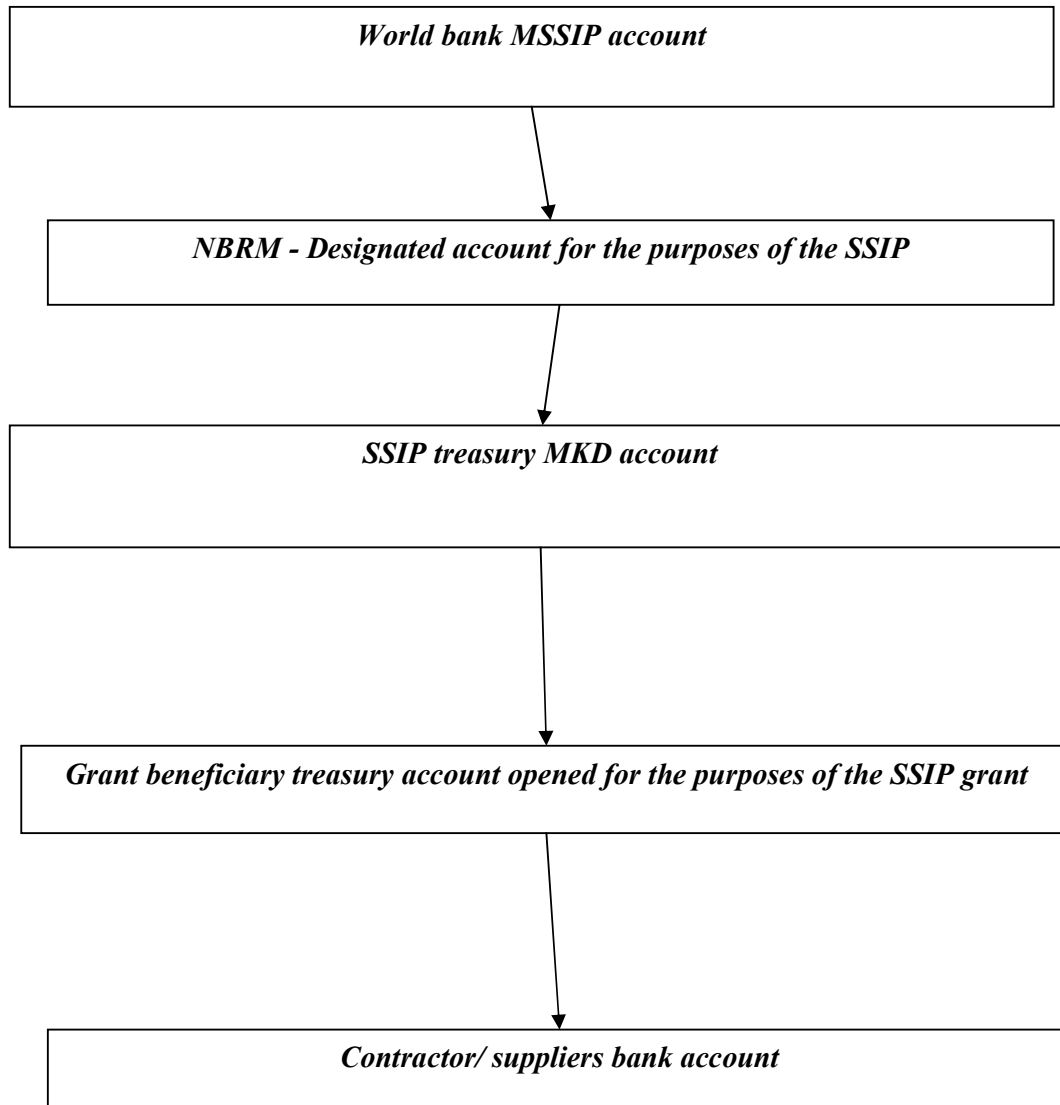 World bank MSSIP account
NBRM - Designated account for the purposes of the SSIP
SSIP treasury MKD account
Grant beneficiary treasury account opened for the purposes of the SSIP grant
Contractor/ suppliers bank account